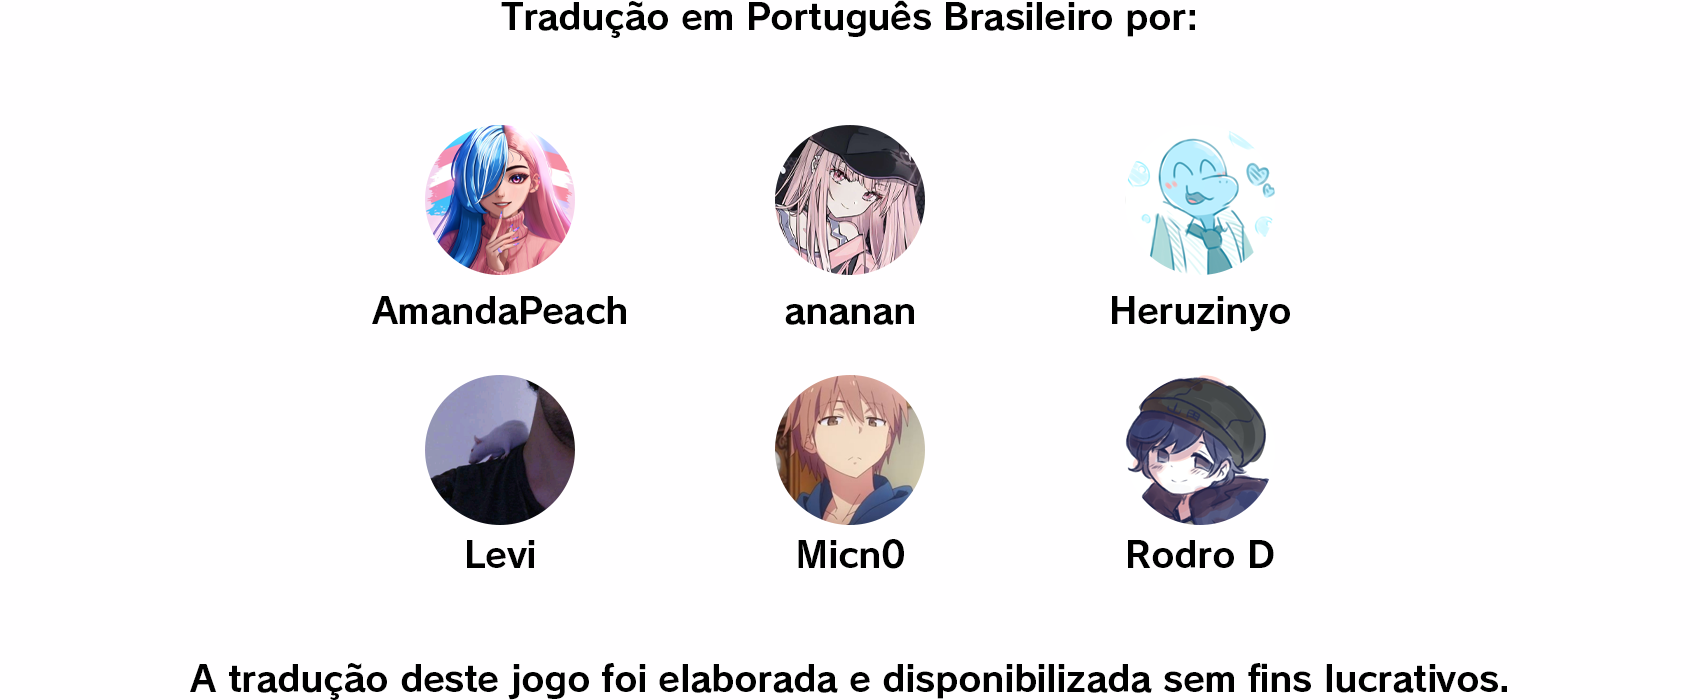 Tradução em Português Brasileiro por:
AmandaPeach
ananan
Heruzinyo
Levi
Micn0
Rodro D
A tradução deste jogo foi elaborada e disponibilizada sem fins lucrativos.